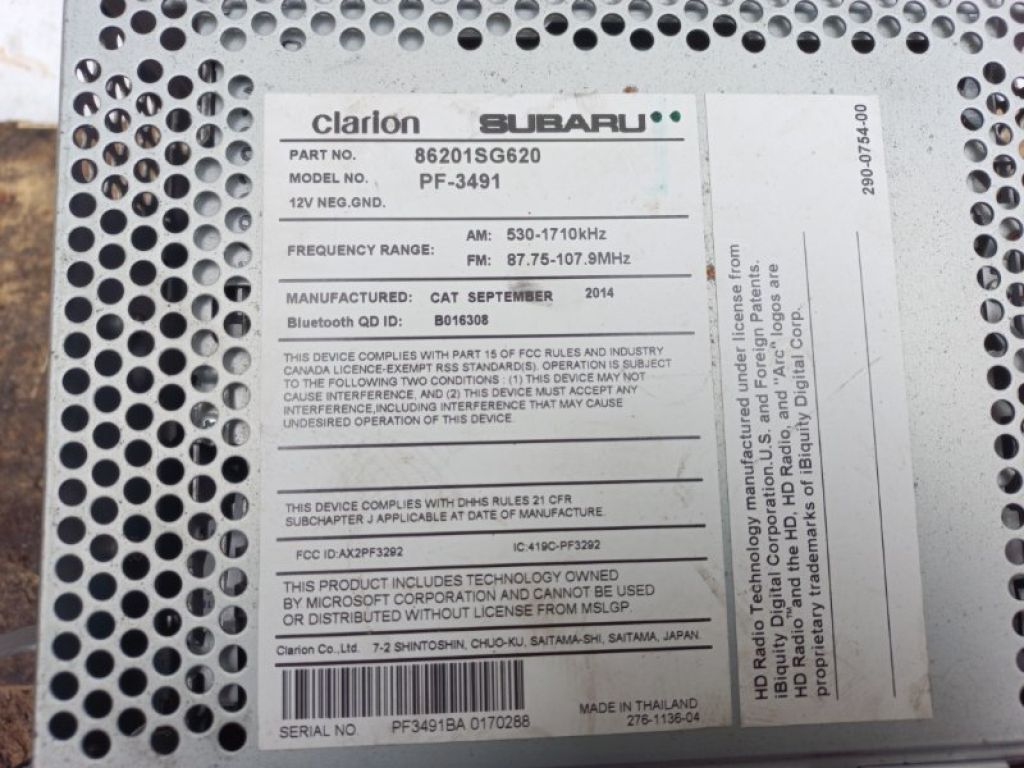 clarion SUBARU
PART NO. 86201SG620
MODEL NO. PF-3491
12V NEG.GND.
FREQUENCY RANGE: AM: 530-1710kHz
FM: 87.75-107.9MHz
MANUFACTURED: CAT SEPTEMBER 2014
Bluetooth QD ID: B016308
THIS DEVICE COMPLIES WITH PART 15 OF FCC RULES AND INDUSTRY
CANADA LICENCE-EXEMPT RSS STANDARD(S). OPERATION IS SUBJECT
TO THE FOLLOWING TWO CONDITIONS : (1) THIS DEVICE MAY NOT
CAUSE INTERFERENCE, AND (2) THIS DEVICE MUST ACCEPT ANY
INTERFERENCE,INCLUDING INTERFERENCE THAT MAY CAUSE
UNDESIRED OPERATION OF THIS DEVICE.
THIS DEVICE COMPLIES WITH DHHS RULES 21 CFR
SUBCHAPTER J APPLICABLE AT DATE OF MANUFACTURE.
FCC ID:AX2PF3292 IC:419C-PF3292
THIS PRODUCT INCLUDES TECHNOLOGY OWNED
BY MICROSOFT CORPORATION AND CANNOT BE USED
OR DISTRIBUTED WITHOUT LICENSE FROM MSLGP.
Clarion Co.,Ltd. 7-2 SHINTOSHIN, CHUO-KU, SAITAMA-SHI, SAITAMA, JAPAN.
SERIAL NO. PF3491BA 0170288
MADE IN THAILAND
276-1136-04
290-0754-00
HD Radio Technology manufactured under license from
iBiquity Digital Corporation.U.S. and Foreign Patents.
HD Radio™ and the HD, HD Radio, and "Arc" logos are
proprietary trademarks of iBiquity Digital Corp.